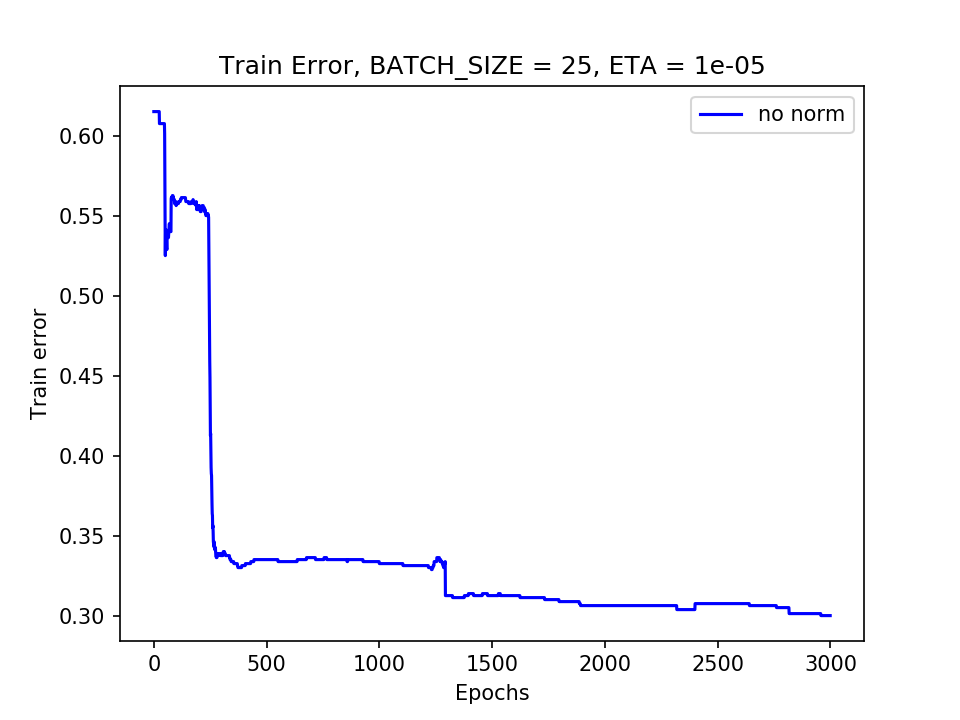 Train Error, BATCH_SIZE = 25, ETA = 1e-05
no norm
0.60
0.55
0.50
0.45
0.40
0.35
0.30
Train error
0 500 1000 1500 2000 2500 3000
Epochs